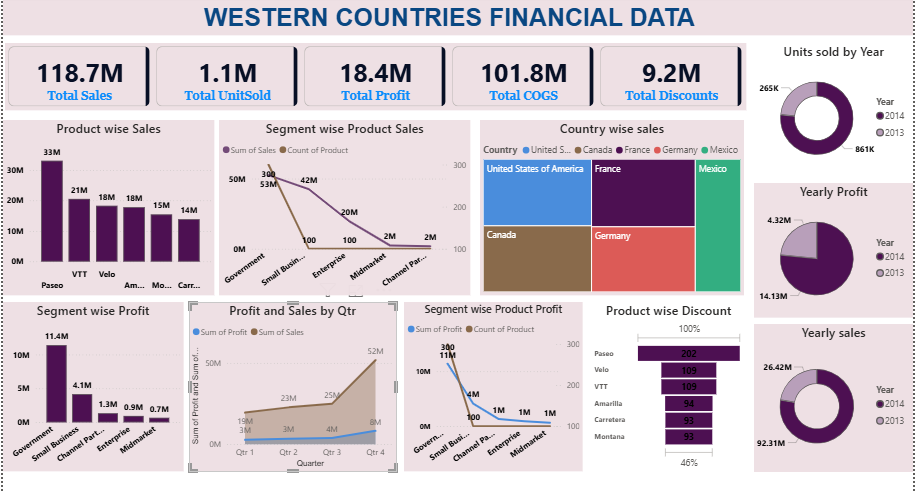 WESTERN COUNTRIES FINANCIAL DATA
118.7M
Total Sales
1.1M
Total UnitSold
18.4M
Total Profit
101.8M
Total COGS
9.2M
Total Discounts
Units sold by Year
265K
861K
Year
2014
2013
Product wise Sales
33M
21M
18M
18M
15M
14M
30M
20M
10M
0M
Paseo
VTT
Velo
Am...
Mo...
Carr...
Segment wise Product Sales
Sum of Sales
Count of Product
50M
0M
300
200
100
300
53M
42M
20M
2M
2M
100
100
Government
Small Busin...
Enterprise
Midmarket
Channel Par...
Country wise sales
Country
United S...
Canada
France
Germany
Mexico
United States of America
France
Mexico
Canada
Germany
Yearly Profit
4.32M
14.13M
Year
2014
2013
Segment wise Profit
11.4M
4.1M
1.3M
0.9M
0.7M
10M
5M
0M
Government
Small Business
Channel Part...
Enterprise
Midmarket
Profit and Sales by Qtr
Sum of Profit
Sum of Sales
Sum of Profit and Sum of...
50M
0M
19M
23M
25M
52M
3M
3M
4M
8M
Qtr 1
Qtr 2
Qtr 3
Qtr 4
Quarter
Segment wise Product Profit
Sum of Profit
Count of Product
10M
0M
300
200
100
300
11M
4M
100
1M
1M
1M
Govern...
Small Busi...
Channel Pa...
Enterprise
Midmarket
Product wise Discount
100%
Paseo
202
Velo
109
VTT
109
Amarilla
94
Carretera
93
Montana
93
46%
Yearly sales
26.42M
92.31M
Year
2014
2013